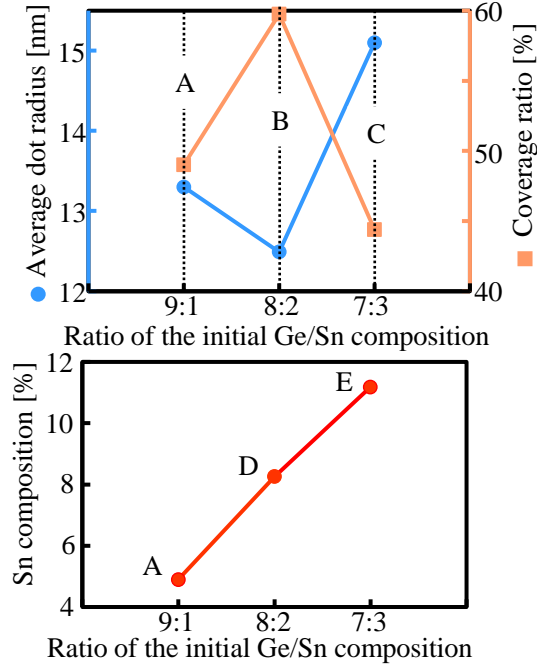 Average dot radius [nm]
15
14
13
12
A
B
C
60
50
40
Coverage ratio [%]
9:1 8:2 7:3
Ratio of the initial Ge/Sn composition
Sn composition [%]
12
10
8
6
4
A
D
E
9:1 8:2 7:3
Ratio of the initial Ge/Sn composition